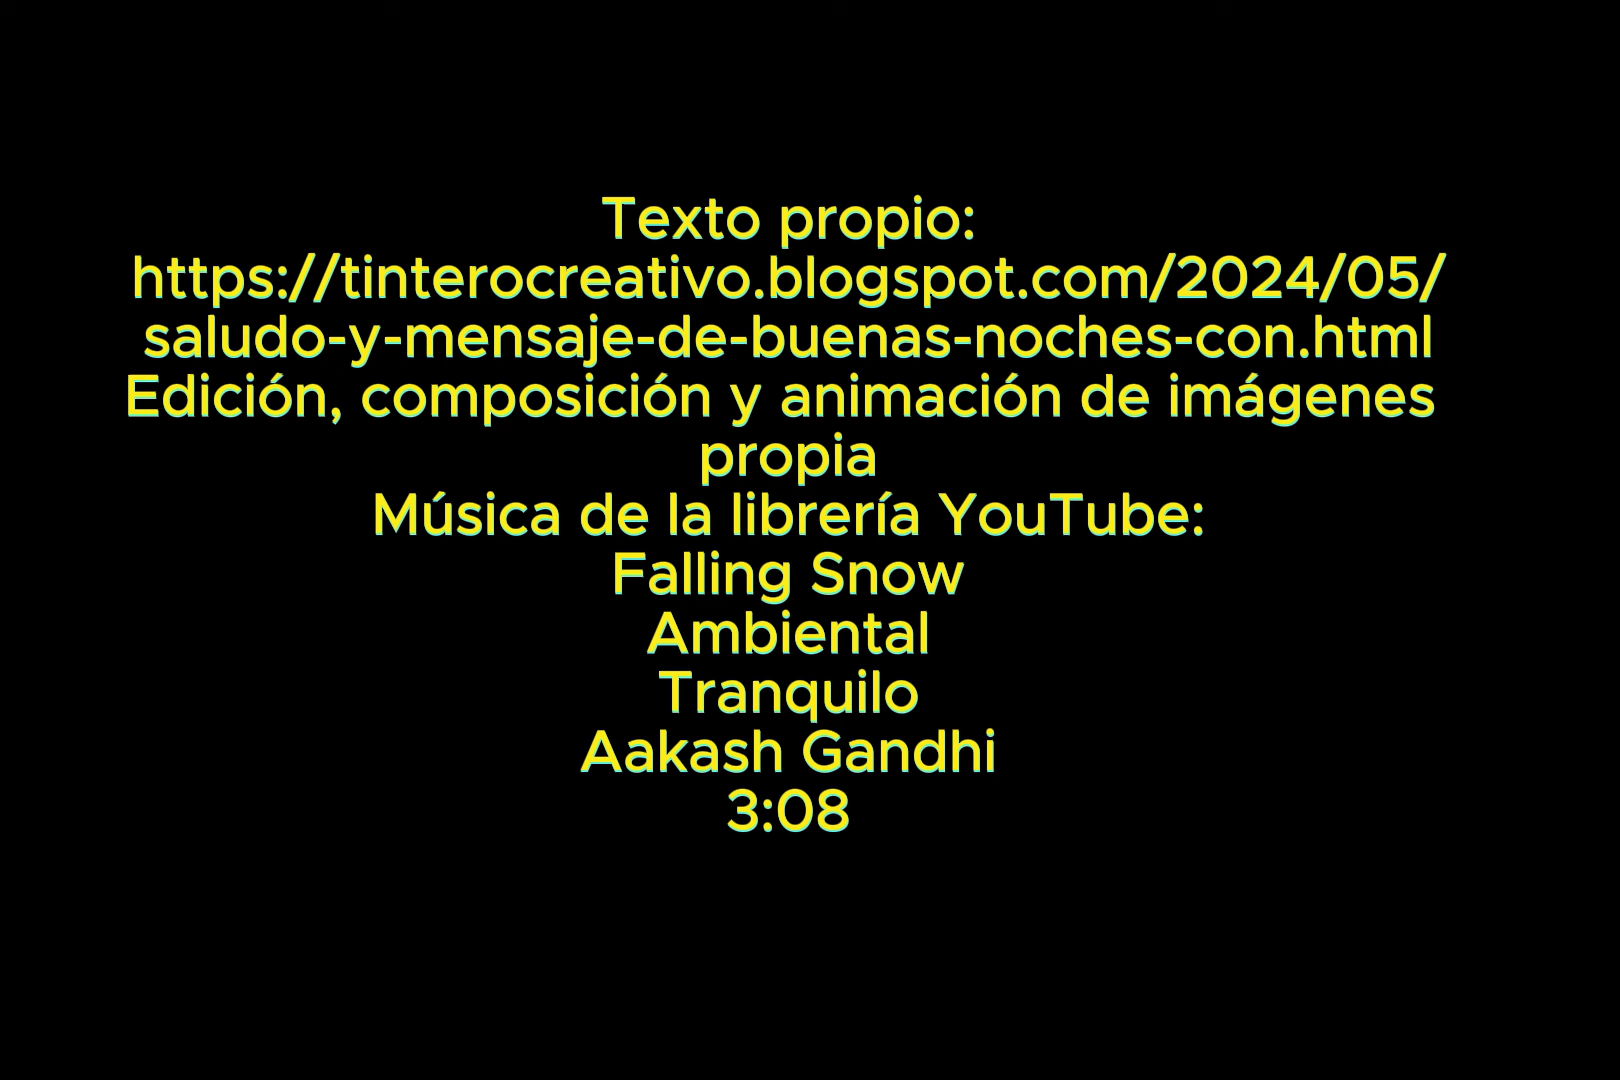 Texto propio:
https://tinterocreativo.blogspot.com/2024/05/
saludo-y-mensaje-de-buenas-noches-con.html
Edición, composición y animación de imágenes
propia
Música de la librería YouTube:
Falling Snow
Ambiental
Tranquilo
Aakash Gandhi
3:08